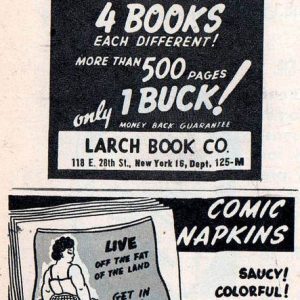 4 BOOKS
EACH DIFFERENT!
MORE THAN 500 PAGES
only 1 BUCK!
MONEY BACK GUARANTEE
LARCH BOOK CO.
118 E. 28th St., New York 16, Dept. 125-M
COMIC
NAPKINS
LIVE
OFF THE FAT
OF THE LAND
GET IN
SAUCY!
COLORFUL!